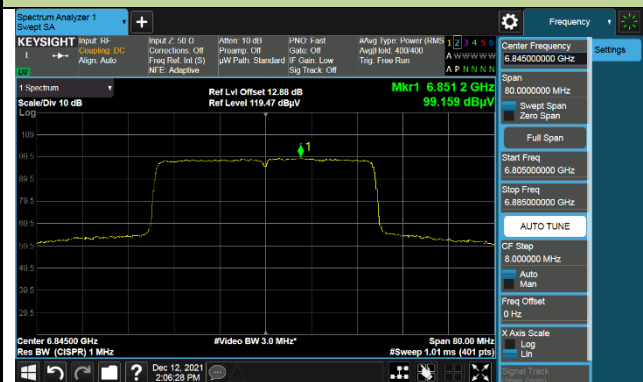 Spectrum Analyzer 1
Swept SA
+
Frequency
KEYSIGHT
Input: RF
Coupling: DC
Align: Auto
Input Z: 50 Ω
Corrections: Off
Freq Ref: Int (S)
NFE: Adaptive
Atten: 10 dB
Preamp: Off
µW Path: Standard
PNO: Fast
Gate: Off
IF Gain: Low
Sig Track: Off
#Avg Type: Power (RMS
Avg|Hold: 400/400
Trig: Free Run
1 2 3 4 5 6
A W W W W W
A P N N N N
L
LW
Center Frequency
6.845000000 GHz
Settings
Span
80.0000000 MHz
Swept Span
Zero Span
Full Span
Start Freq
6.805000000 GHz
Stop Freq
6.885000000 GHz
AUTO TUNE
CF Step
8.000000 MHz
Auto
Man
Freq Offset
0 Hz
X Axis Scale
Log
Lin
Signal Track
(Span Zoom)
1 Spectrum
Scale/Div 10 dB
Log
Ref Lvl Offset 12.88 dB
Ref Level 119.47 dBµV
Mkr1 6.851 2 GHz
99.159 dBµV
1
109
99.5
89.5
79.5
69.5
59.5
49.5
39.5
29.5
Center 6.84500 GHz
Res BW (CISPR) 1 MHz
#Video BW 3.0 MHz*
Span 80.00 MHz
#Sweep 1.01 ms (401 pts)
?
Dec 12, 2021
2:06:28 PM